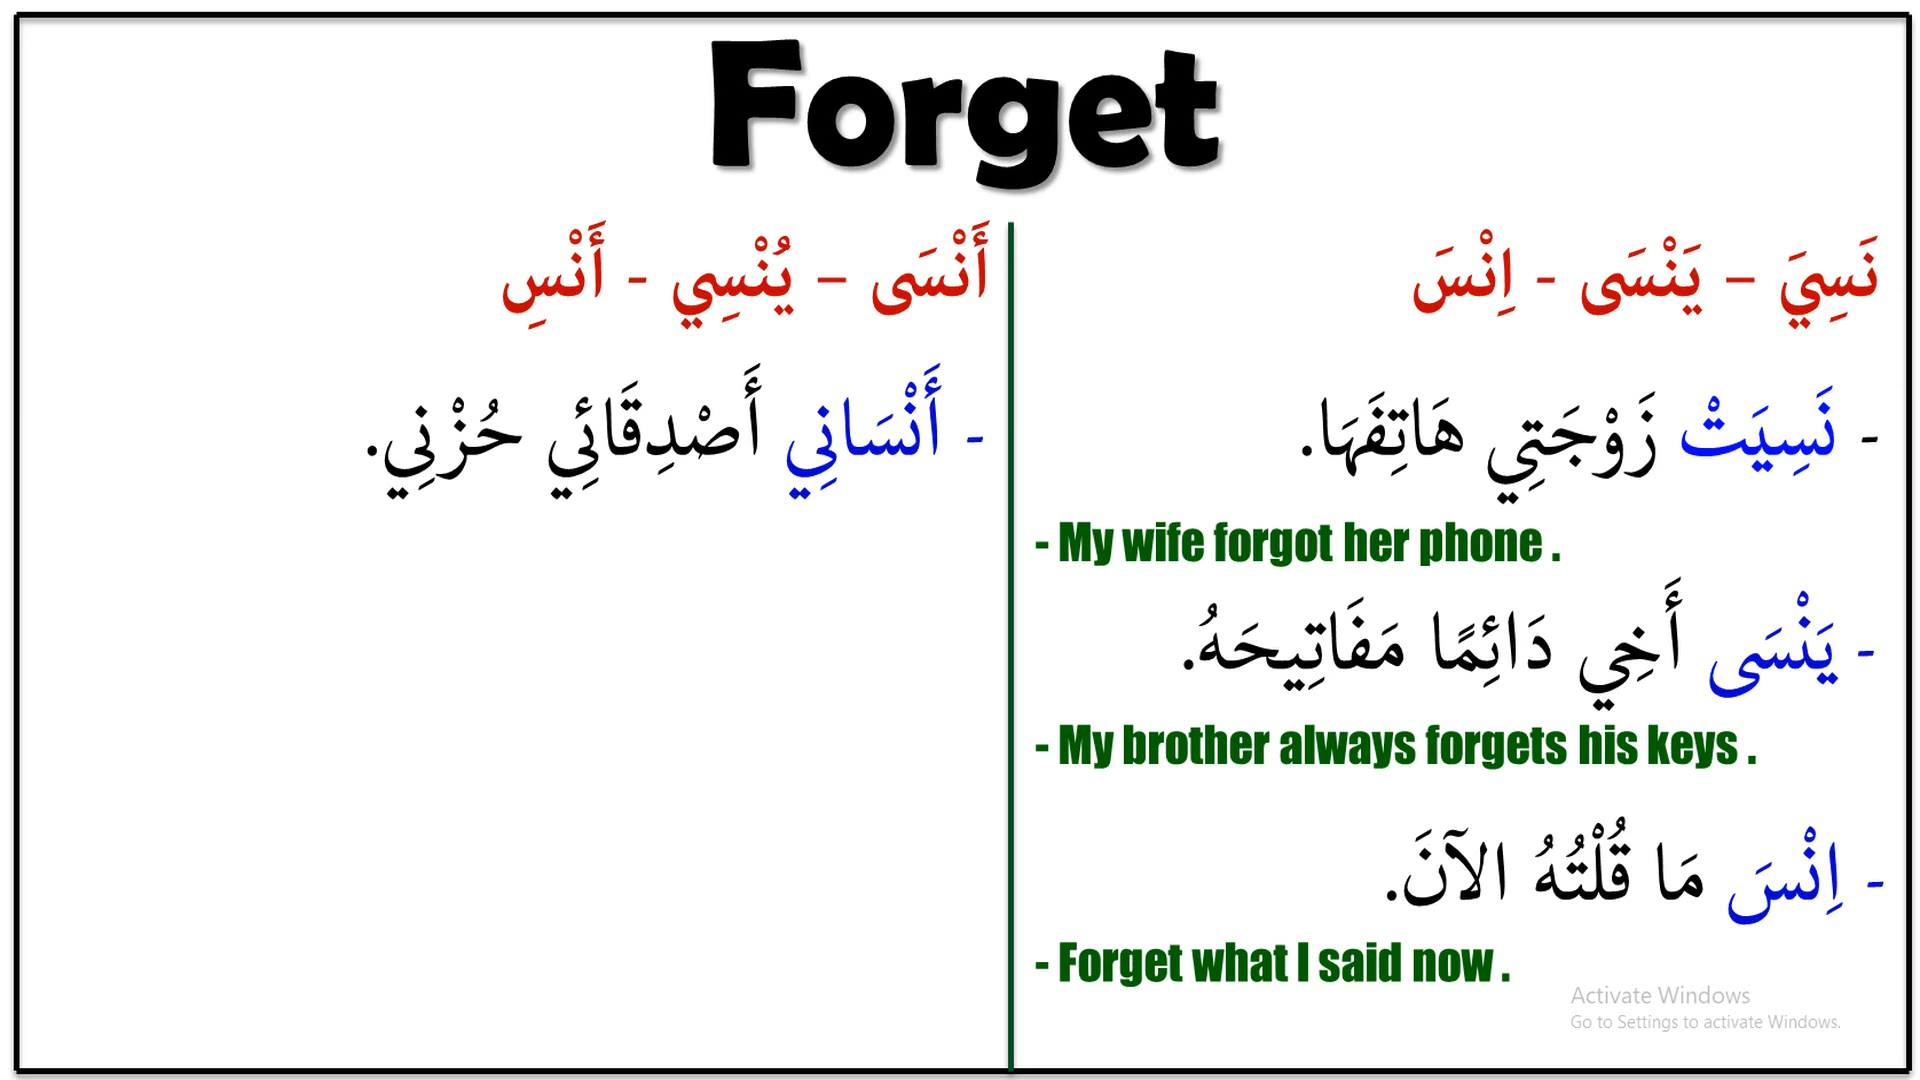 Forget
نَسِيَ – يَنْسَى - اِنْسَ
- نَسِيَتْ زَوْجَتِي هَاتِفَهَا.
- My wife forgot her phone .
- يَنْسَى أَخِي دَائِمًا مَفَاتِيحَهُ.
- My brother always forgets his keys .
- اِنْسَ مَا قُلْتُهُ الآنَ.
- Forget what I said now .
أَنْسَى – يُنْسِي - أَنْسِ
- أَنْسَانِي أَصْدِقَائِي حُزْنِي.
Activate Windows
Go to Settings to activate Windows.